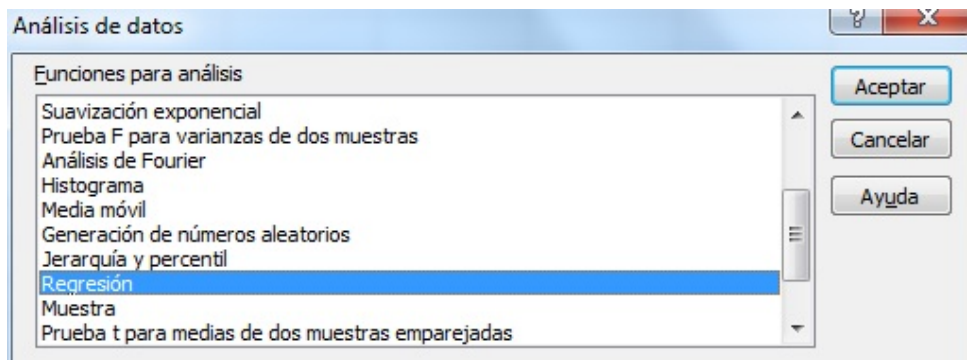 Análisis de datos
?
X
Funciones para análisis
Suavización exponencial
Prueba F para varianzas de dos muestras
Análisis de Fourier
Histograma
Media móvil
Generación de números aleatorios
Jerarquía y percentil
Regresión
Muestra
Prueba t para medias de dos muestras emparejadas
Aceptar
Cancelar
Ayuda